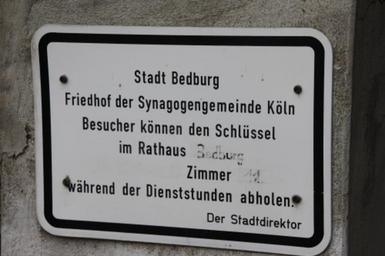 Stadt Bedburg
Friedhof der Synagogengemeinde Köln
Besucher können den Schlüssel
im Rathaus Bedburg
Zimmer
während der Dienststunden abholen.
Der Stadtdirektor